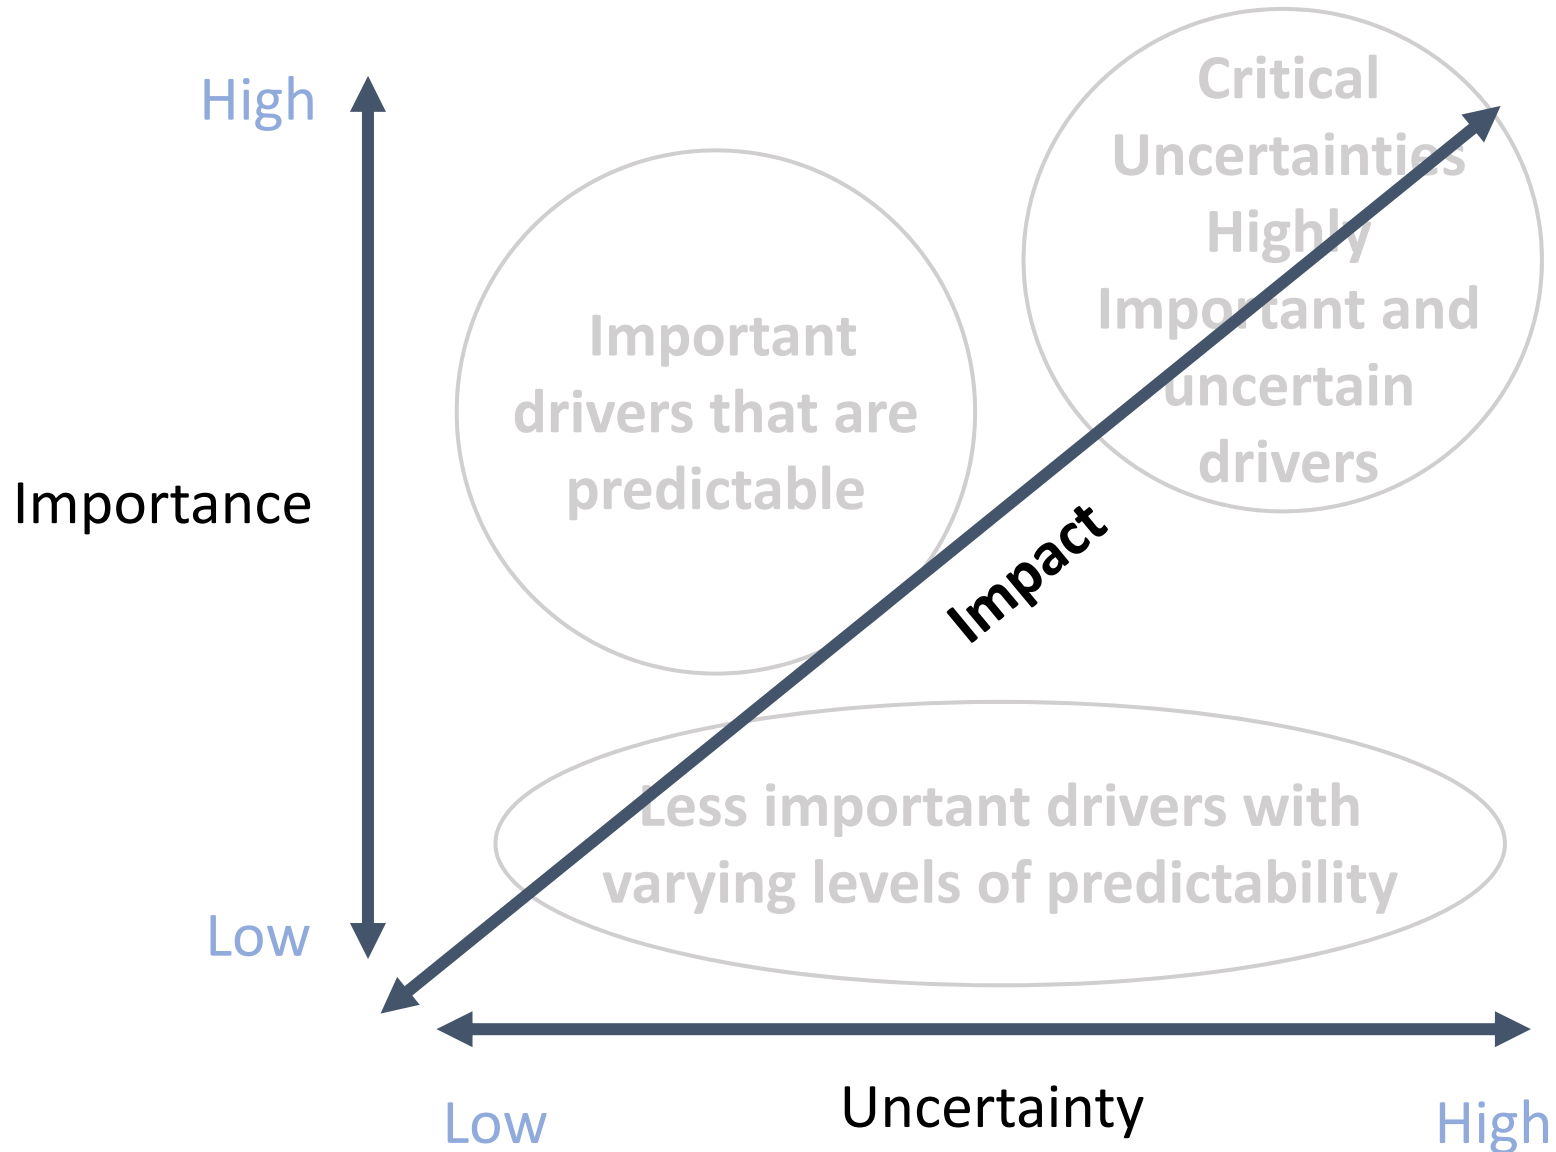 High
Critical
Uncertainties
Highly
Important and
uncertain
drivers
Important
drivers that are
predictable
Importance
Impact
Less important drivers with
varying levels of predictability
Low
Uncertainty
Low
High